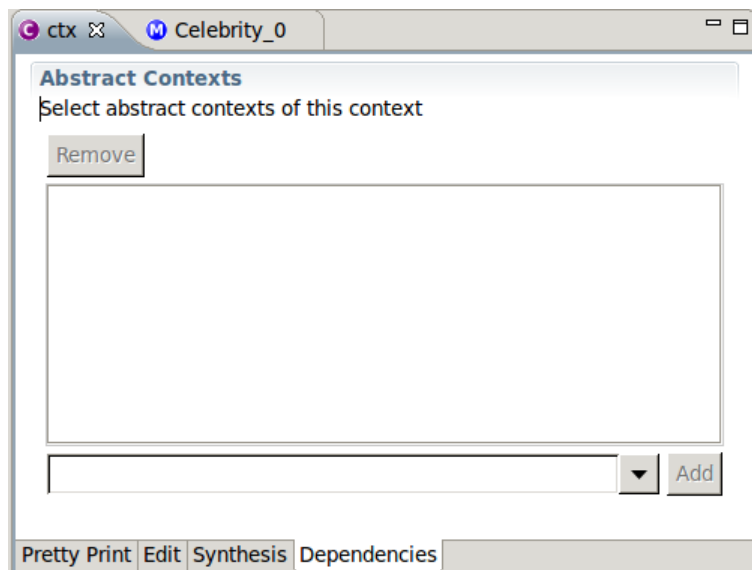 C ctx M Celebrity_0
Abstract Contexts
Select abstract contexts of this context
Remove
Add
Pretty Print Edit Synthesis Dependencies